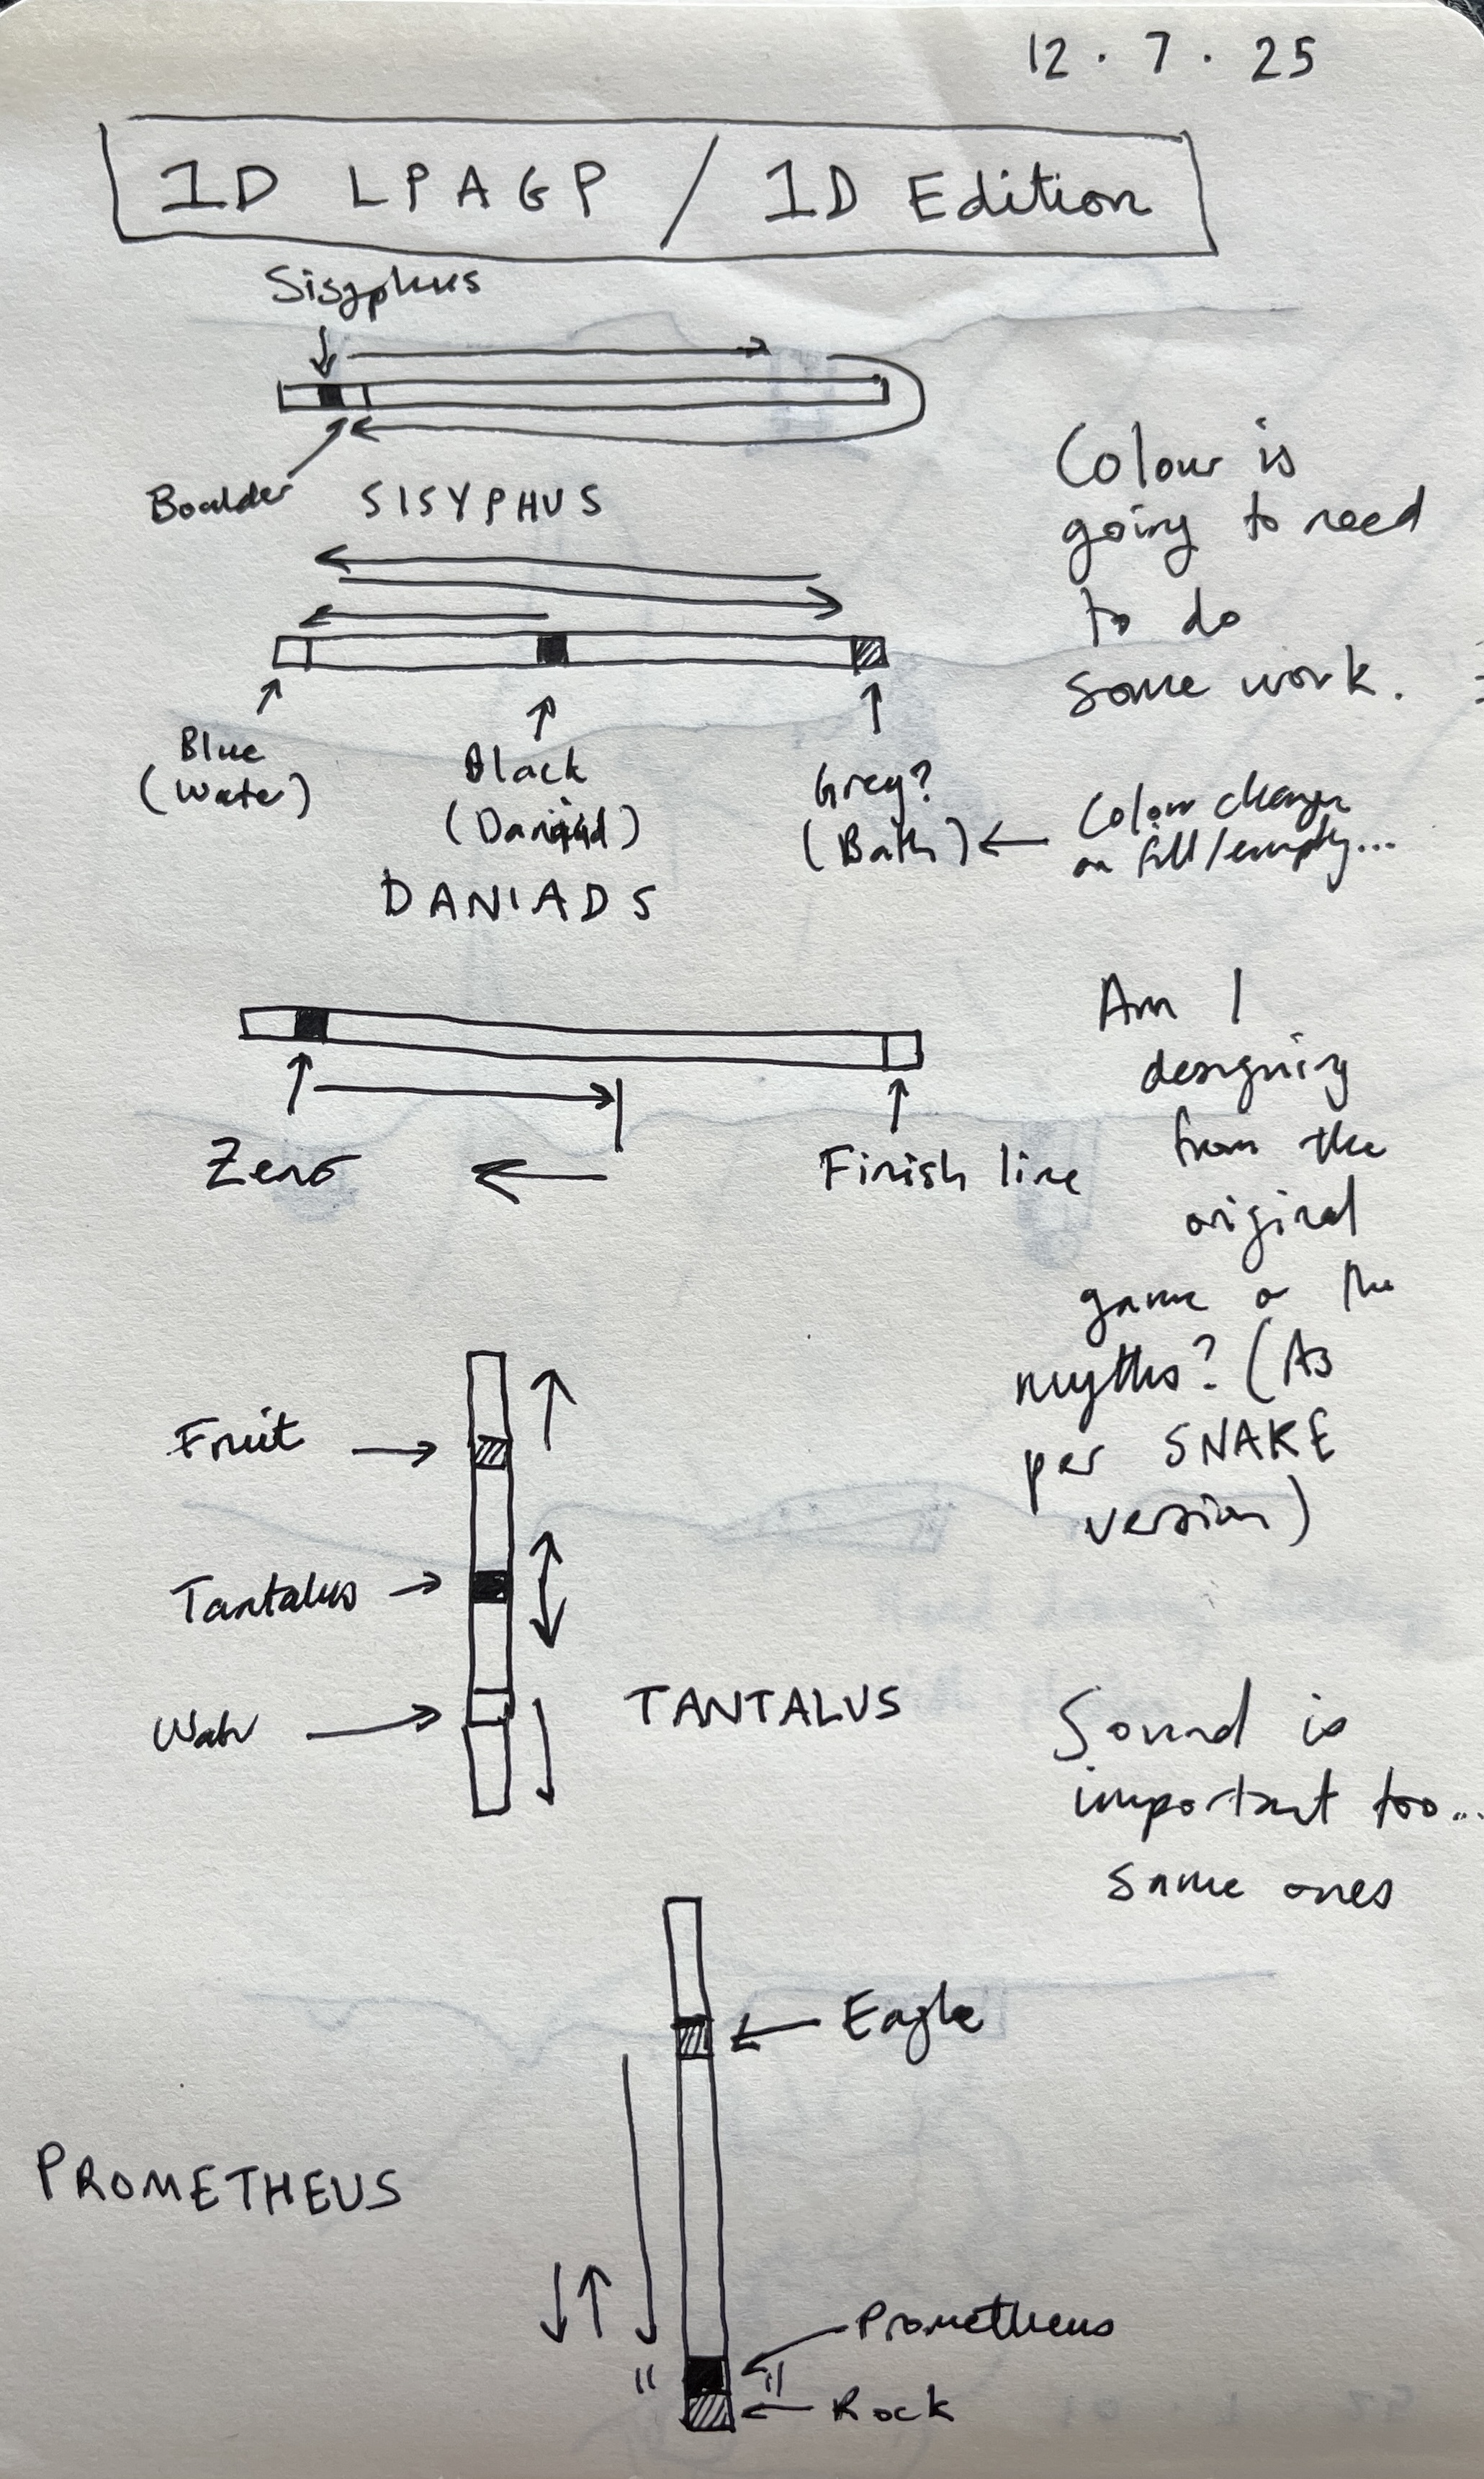 12 . 7 . 25
1D LPAGP / 1D Edition
Sisyphus
Boulder
SISYPHUS
Colour is
going to need
to do
some work.
Blue
(Water)
Black
(Daniad)
Grey?
(Bath)
Colour changes
on fill/empty...
DANIADS
Zeno
Finish line
Am I
designing
from the
original
game or the
myths? (As
per SNAKE
version)
Fruit
Tantalus
Water
TANTALUS
Sound is
important too...
same ones
Eagle
PROMETHEUS
Prometheus
Rock